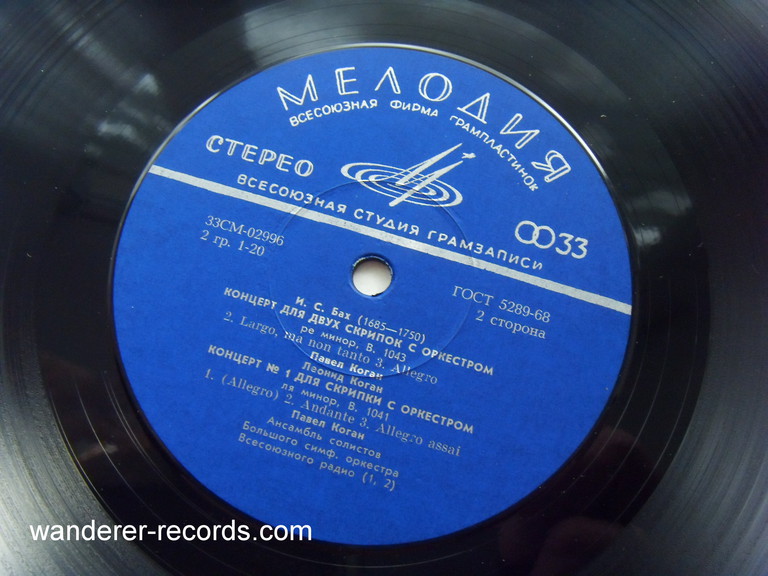 МЕЛОДИЯ
ВСЕСОЮЗНАЯ ФИРМА ГРАМПЛАСТИНОК
СТЕРЕО
ВСЕСОЮЗНАЯ СТУДИЯ ГРАМЗАПИСИ
33
33СМ-02996
2 гр. 1-20
ГОСТ 5289-68
2 сторона
И. С. Бах (1685—1750)
КОНЦЕРТ ДЛЯ ДВУХ СКРИПОК С ОРКЕСТРОМ
ре минор, В. 1043
2. Largo, ma non tanto 3. Allegro
Павел Коган
Леонид Коган
КОНЦЕРТ № 1 ДЛЯ СКРИПКИ С ОРКЕСТРОМ
ля минор, В. 1041
1. (Allegro) 2. Andante 3. Allegro assai
Павел Коган
Ансамбль солистов
Большого симф. оркестра
Всесоюзного радио (1, 2)
wanderer-records.com